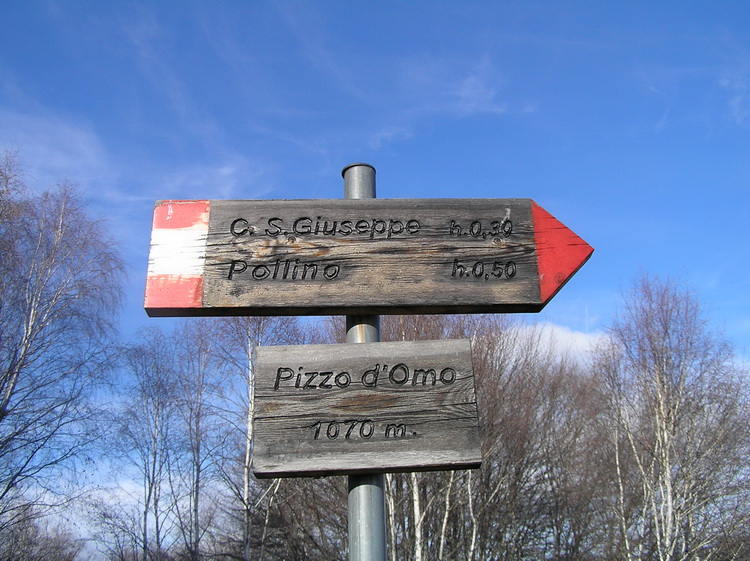 C. S. Giuseppe h. 0,30
Pollino h. 0,50
Pizzo d'Omo
1070 m.